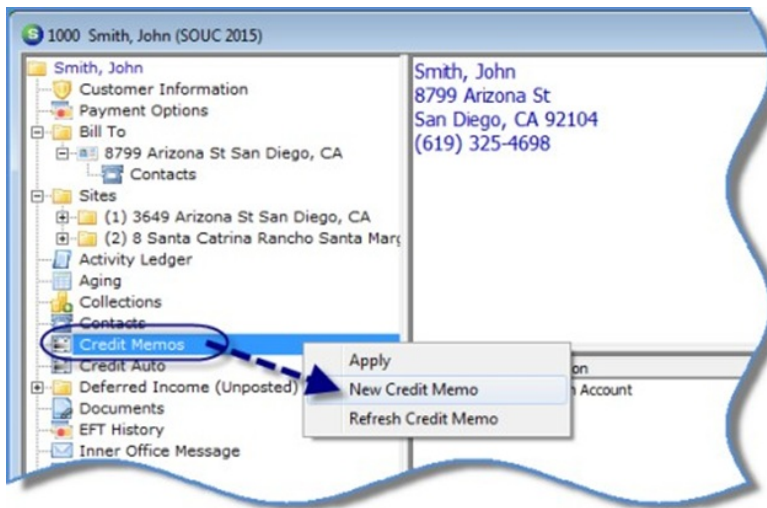 1000 Smith, John (SOUC 2015)
Smith, John
Customer Information
Payment Options
Bill To
8799 Arizona St San Diego, CA
Contacts
Sites
(1) 3649 Arizona St San Diego, CA
(2) 8 Santa Catrina Rancho Santa Marg
Activity Ledger
Aging
Collections
Contacts
Credit Memos
Credit Auto
Deferred Income (Unposted)
Documents
EFT History
Inner Office Message
Smith, John
8799 Arizona St
San Diego, CA 92104
(619) 325-4698
Apply
New Credit Memo
Refresh Credit Memo
on
Account